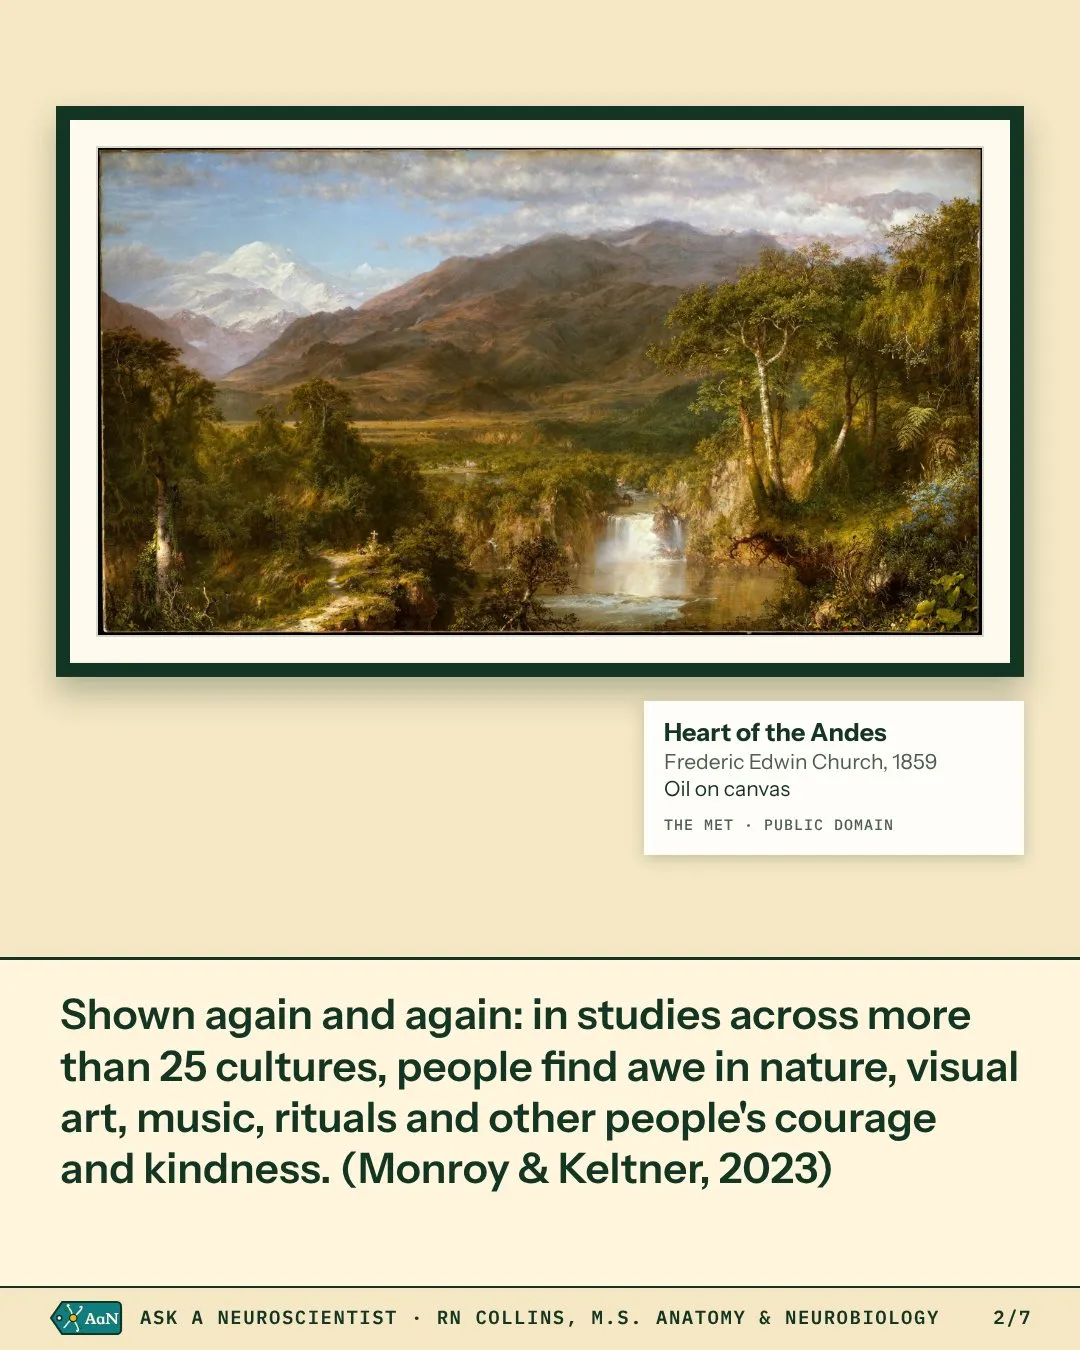 Heart of the Andes
Frederic Edwin Church, 1859
Oil on canvas
THE MET · PUBLIC DOMAIN
Shown again and again: in studies across more
than 25 cultures, people find awe in nature, visual
art, music, rituals and other people's courage
and kindness. (Monroy & Keltner, 2023)
AaN
ASK A NEUROSCIENTIST · RN COLLINS, M.S. ANATOMY & NEUROBIOLOGY
2/7